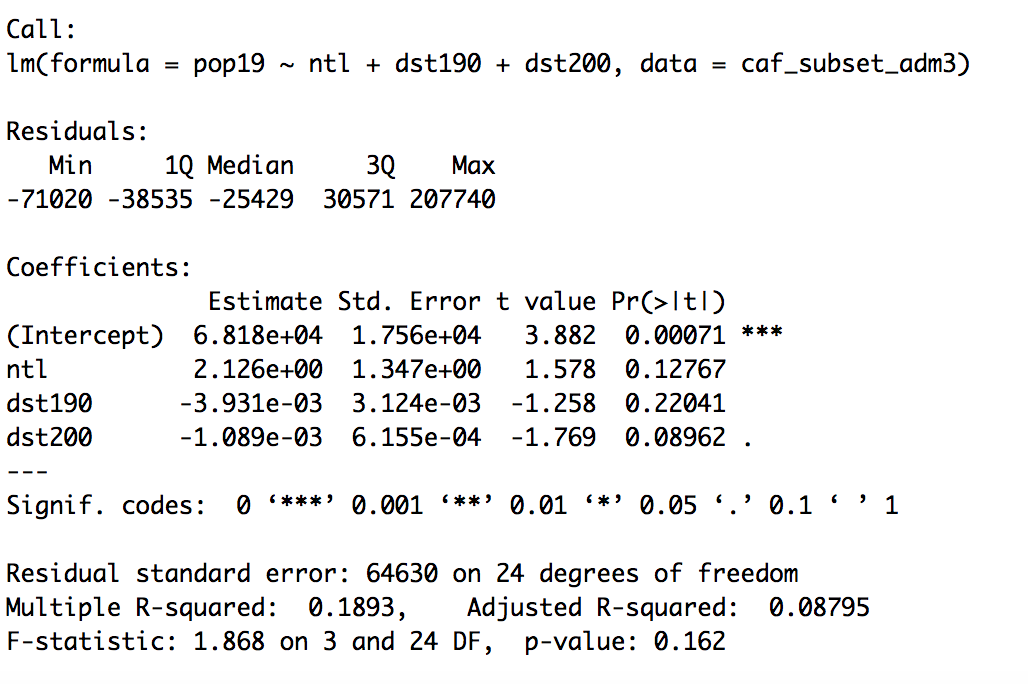 Call:
lm(formula = pop19 ~ ntl + dst190 + dst200, data = caf_subset_adm3)
Residuals:
   Min     1Q Median     3Q    Max
-71020 -38535 -25429  30571 207740
Coefficients:
              Estimate Std. Error t value Pr(>|t|)
(Intercept)  6.818e+04  1.756e+04   3.882  0.00071 ***
ntl          2.126e+00  1.347e+00   1.578  0.12767
dst190      -3.931e-03  3.124e-03  -1.258  0.22041
dst200      -1.089e-03  6.155e-04  -1.769  0.08962 .
---
Signif. codes:  0 ‘***’ 0.001 ‘**’ 0.01 ‘*’ 0.05 ‘.’ 0.1 ‘ ’ 1
Residual standard error: 64630 on 24 degrees of freedom
Multiple R-squared:  0.1893,    Adjusted R-squared:  0.08795
F-statistic: 1.868 on 3 and 24 DF,  p-value: 0.162